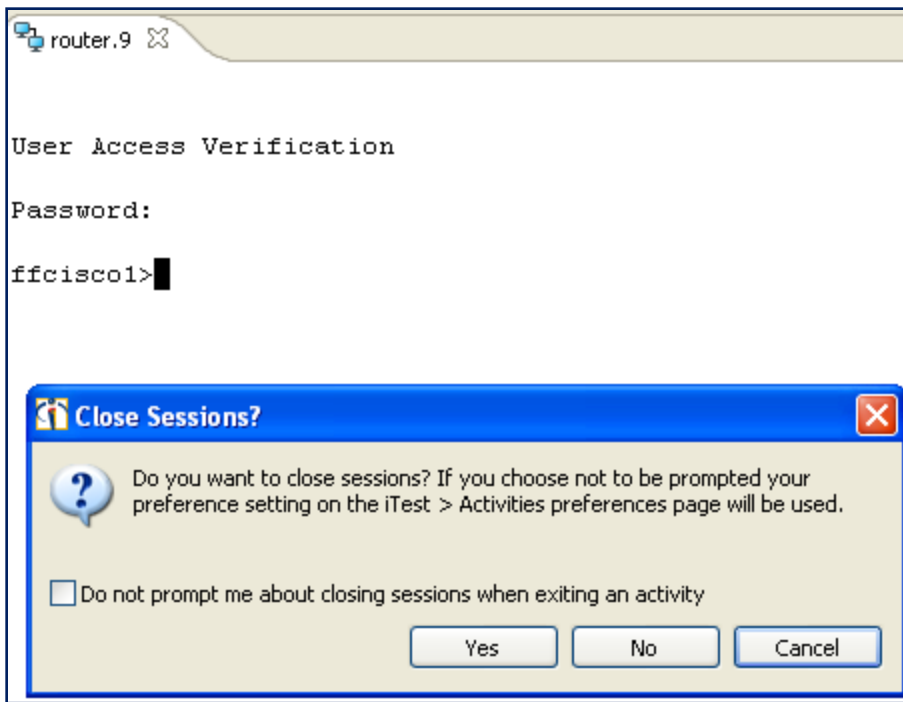 router.9
User Access Verification
Password:
ffcisco1>
Close Sessions?
Do you want to close sessions? If you choose not to be prompted your
preference setting on the iTest > Activities preferences page will be used.
Do not prompt me about closing sessions when exiting an activity
Yes
No
Cancel